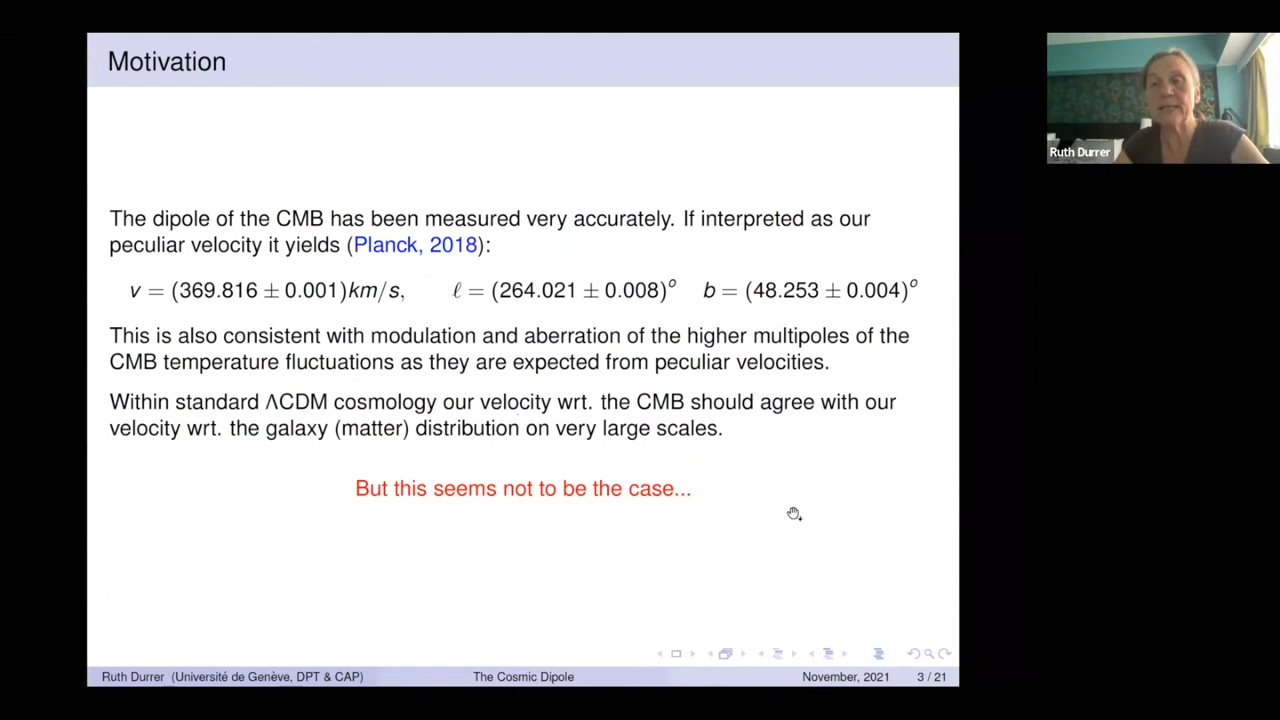 Motivation
Ruth Durrer
The dipole of the CMB has been measured very accurately. If interpreted as our
peculiar velocity it yields (Planck, 2018):
v = (369.816 ± 0.001)km/s, ℓ = (264.021 ± 0.008)° b = (48.253 ± 0.004)°
This is also consistent with modulation and aberration of the higher multipoles of the
CMB temperature fluctuations as they are expected from peculiar velocities.
Within standard ΛCDM cosmology our velocity wrt. the CMB should agree with our
velocity wrt. the galaxy (matter) distribution on very large scales.
But this seems not to be the case...
Ruth Durrer (Université de Genève, DPT & CAP) The Cosmic Dipole November, 2021 3 / 21